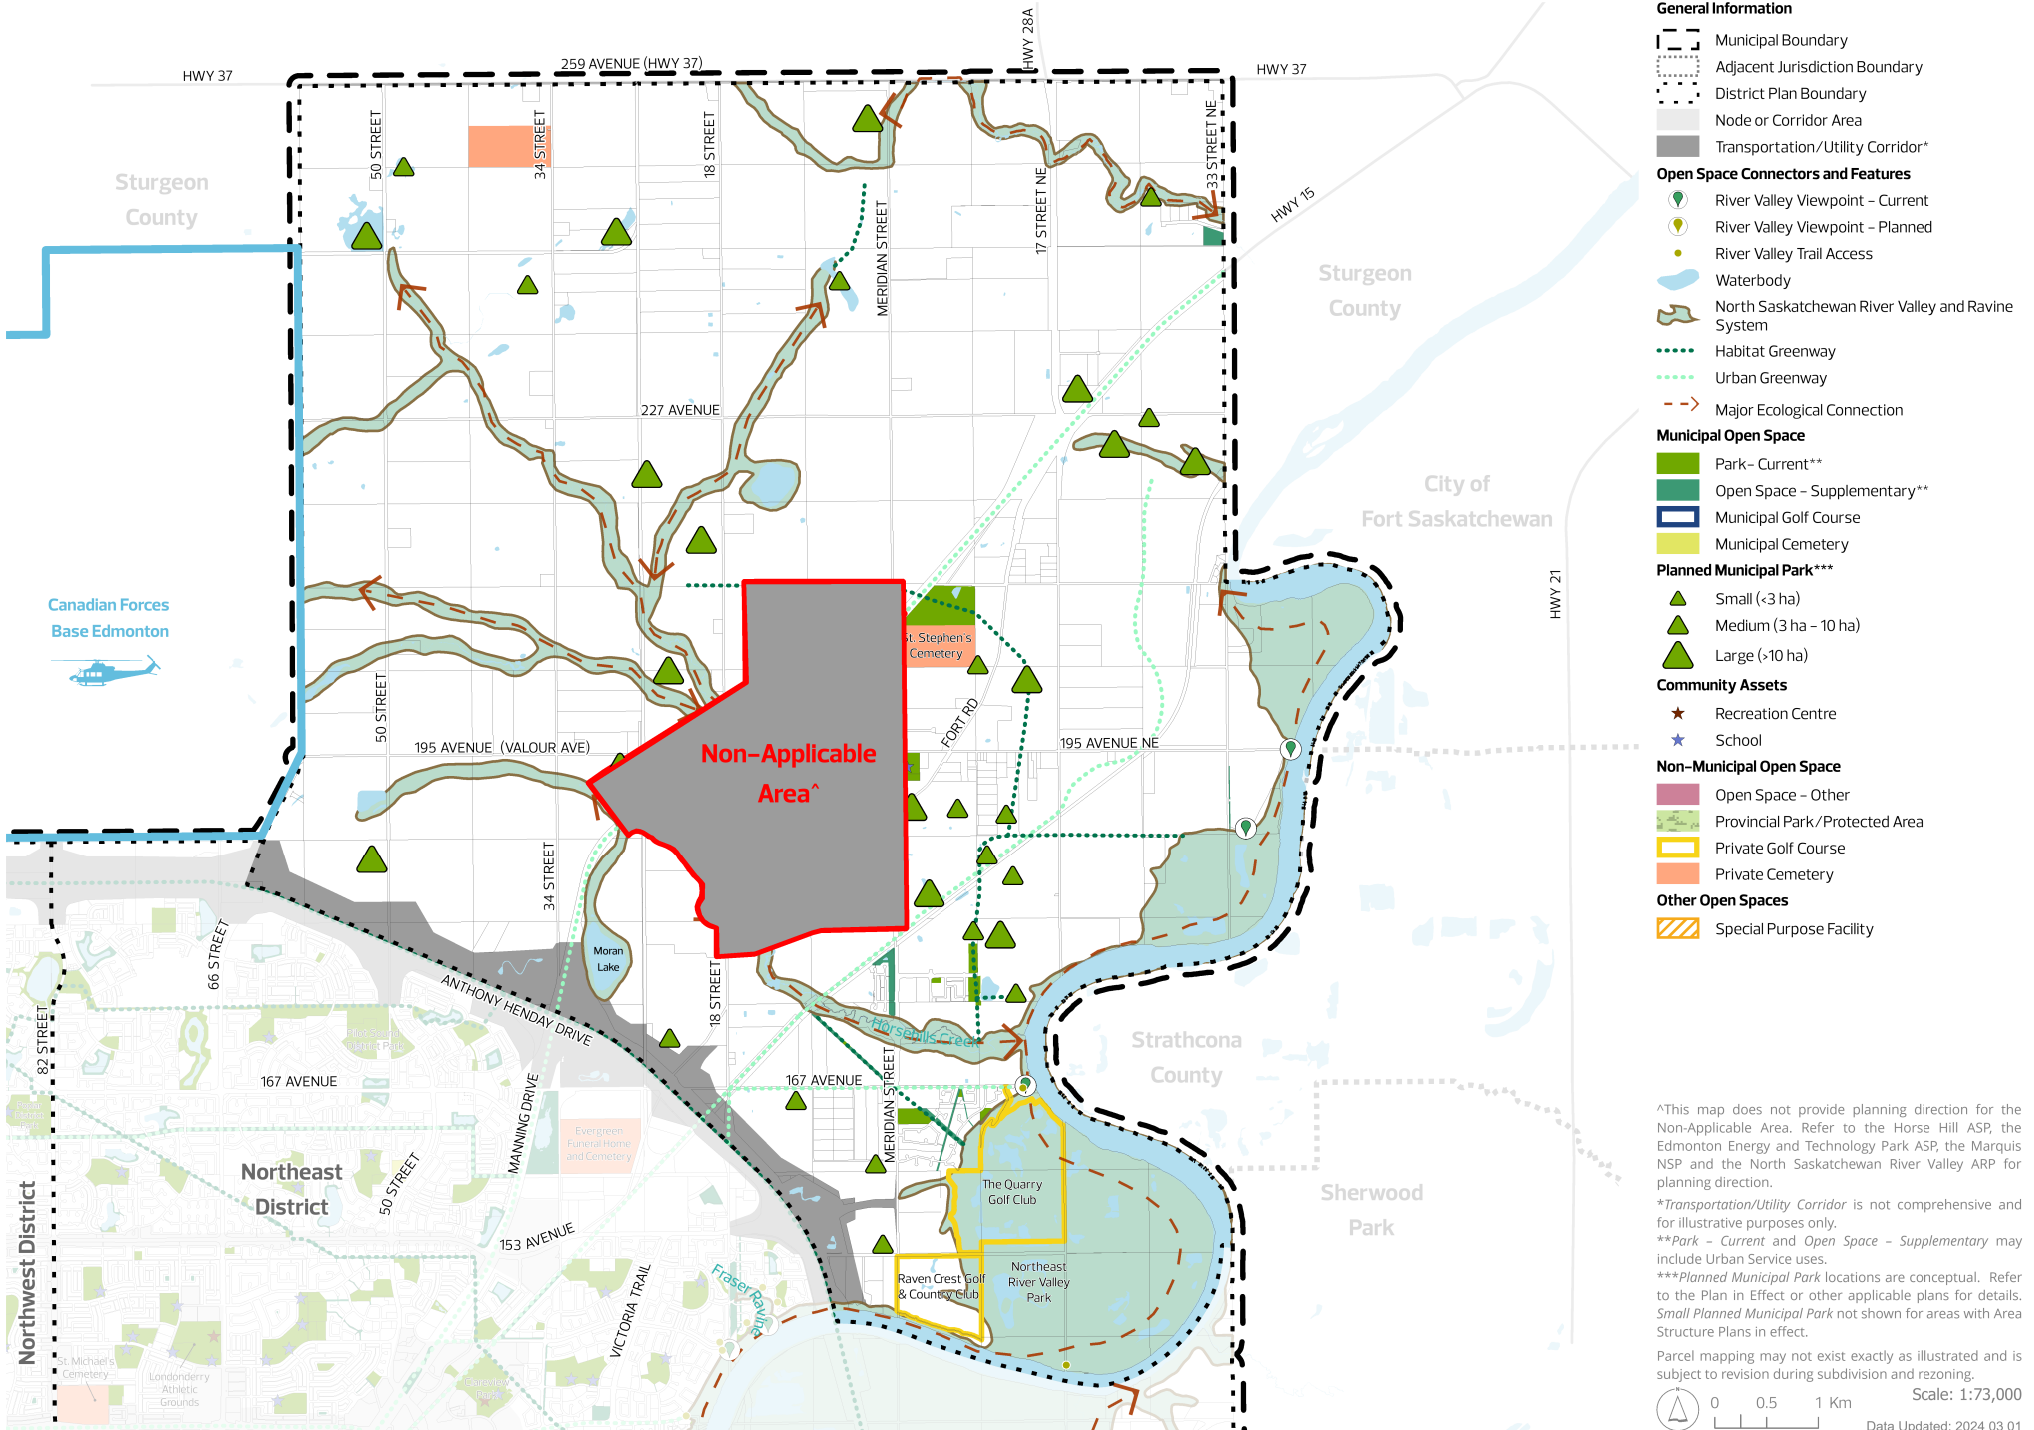 HWY 37
259 AVENUE (HWY 37)
HWY 28A
HWY 37
50 STREET
34 STREET
18 STREET
33 STREET NE
Sturgeon
County
MERIDIAN STREET
17 STREET NE
HWY 15
Sturgeon
County
227 AVENUE
City of
Fort Saskatchewan
HWY 21
Canadian Forces
Base Edmonton
St. Stephen's
Cemetery
50 STREET
195 AVENUE (VALOUR AVE)
Non-Applicable
Area^
FORT RD
195 AVENUE NE
34 STREET
66 STREET
Moran
Lake
18 STREET
ANTHONY HENDAY DRIVE
82 STREET
Horsehills Creek
Strathcona
County
167 AVENUE
167 AVENUE
MERIDIAN STREET
MANNING DRIVE
District Park
Evergreen
Funeral Home
and Cemetery
Northeast
District
50 STREET
The Quarry
Golf Club
Sherwood
Park
153 AVENUE
Northwest District
VICTORIA TRAIL
Fraser Ravine
Raven Crest Golf
& Country Club
Northeast
River Valley
Park
St. Michael's
Cemetery
Londonderry
Athletic
Grounds
Clareview
Park
General Information
Municipal Boundary
Adjacent Jurisdiction Boundary
District Plan Boundary
Node or Corridor Area
Transportation/Utility Corridor*
Open Space Connectors and Features
River Valley Viewpoint - Current
River Valley Viewpoint - Planned
River Valley Trail Access
Waterbody
North Saskatchewan River Valley and Ravine
System
Habitat Greenway
Urban Greenway
Major Ecological Connection
Municipal Open Space
Park- Current**
Open Space - Supplementary**
Municipal Golf Course
Municipal Cemetery
Planned Municipal Park***
Small (<3 ha)
Medium (3 ha - 10 ha)
Large (>10 ha)
Community Assets
Recreation Centre
School
Non-Municipal Open Space
Open Space - Other
Provincial Park/Protected Area
Private Golf Course
Private Cemetery
Other Open Spaces
Special Purpose Facility
^This map does not provide planning direction for the
Non-Applicable Area. Refer to the Horse Hill ASP, the
Edmonton Energy and Technology Park ASP, the Marquis
NSP and the North Saskatchewan River Valley ARP for
planning direction.
*Transportation/Utility Corridor is not comprehensive and
for illustrative purposes only.
**Park - Current and Open Space - Supplementary may
include Urban Service uses.
***Planned Municipal Park locations are conceptual. Refer
to the Plan in Effect or other applicable plans for details.
Small Planned Municipal Park not shown for areas with Area
Structure Plans in effect.
Parcel mapping may not exist exactly as illustrated and is
subject to revision during subdivision and rezoning.
Scale: 1:73,000
0 0.5 1 Km
Data Updated: 2024 03 01